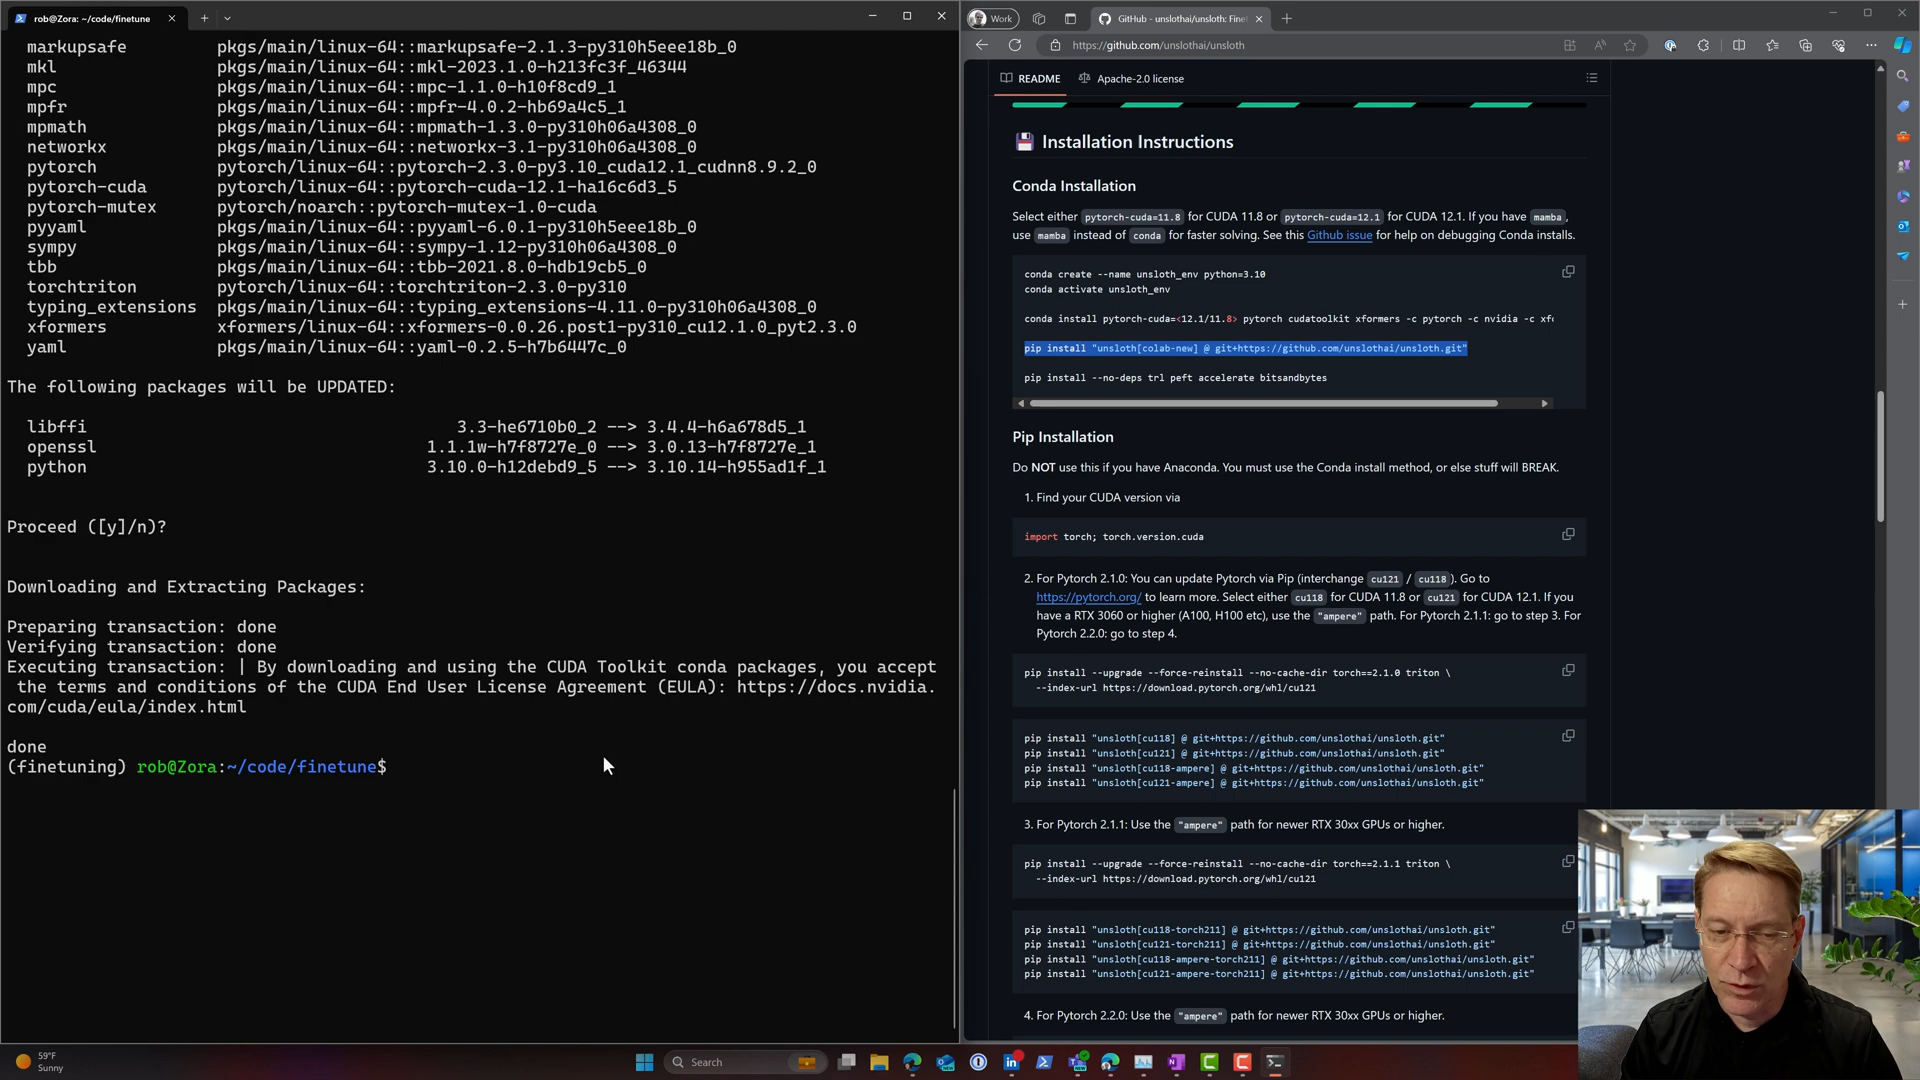 rob@Zora: ~/code/finetune
markupsafe pkgs/main/linux-64::markupsafe-2.1.3-py310h5eee18b_0
mkl pkgs/main/linux-64::mkl-2023.1.0-h213fc3f_46344
mpc pkgs/main/linux-64::mpc-1.1.0-h10f8cd9_1
mpfr pkgs/main/linux-64::mpfr-4.0.2-hb69a4c5_1
mpmath pkgs/main/linux-64::mpmath-1.3.0-py310h06a4308_0
networkx pkgs/main/linux-64::networkx-3.1-py310h06a4308_0
pytorch pytorch/linux-64::pytorch-2.3.0-py3.10_cuda12.1_cudnn8.9.2_0
pytorch-cuda pytorch/linux-64::pytorch-cuda-12.1-ha16c6d3_5
pytorch-mutex pytorch/noarch::pytorch-mutex-1.0-cuda
pyyaml pkgs/main/linux-64::pyyaml-6.0.1-py310h5eee18b_0
sympy pkgs/main/linux-64::sympy-1.12-py310h06a4308_0
tbb pkgs/main/linux-64::tbb-2021.8.0-hdb19cb5_0
torchtriton pytorch/linux-64::torchtriton-2.3.0-py310
typing_extensions pkgs/main/linux-64::typing_extensions-4.11.0-py310h06a4308_0
xformers xformers/linux-64::xformers-0.0.26.post1-py310_cu12.1.0_pyt2.3.0
yaml pkgs/main/linux-64::yaml-0.2.5-h7b6447c_0
The following packages will be UPDATED:
libffi 3.3-he6710b0_2 --> 3.4.4-h6a678d5_1
openssl 1.1.1w-h7f8727e_0 --> 3.0.13-h7f8727e_1
python 3.10.0-h12debd9_5 --> 3.10.14-h955ad1f_1
Proceed ([y]/n)?
Downloading and Extracting Packages:
Preparing transaction: done
Verifying transaction: done
Executing transaction: | By downloading and using the CUDA Toolkit conda packages, you accept
the terms and conditions of the CUDA End User License Agreement (EULA): https://docs.nvidia.
com/cuda/eula/index.html
done
(finetuning) rob@Zora:~/code/finetune$
Work
GitHub - unslothai/unsloth: Fine
https://github.com/unslothai/unsloth
README
Apache-2.0 license
Installation Instructions
Conda Installation
Select either pytorch-cuda=11.8 for CUDA 11.8 or pytorch-cuda=12.1 for CUDA 12.1. If you have mamba,
use mamba instead of conda for faster solving. See this Github issue for help on debugging Conda installs.
conda create --name unsloth_env python=3.10
conda activate unsloth_env
conda install pytorch-cuda=<12.1/11.8> pytorch cudatoolkit xformers -c pytorch -c nvidia -c xfo
pip install "unsloth[colab-new] @ git+https://github.com/unslothai/unsloth.git"
pip install --no-deps trl peft accelerate bitsandbytes
Pip Installation
Do NOT use this if you have Anaconda. You must use the Conda install method, or else stuff will BREAK.
1. Find your CUDA version via
import torch; torch.version.cuda
2. For Pytorch 2.1.0: You can update Pytorch via Pip (interchange cu121 / cu118). Go to
https://pytorch.org/ to learn more. Select either cu118 for CUDA 11.8 or cu121 for CUDA 12.1. If you
have a RTX 3060 or higher (A100, H100 etc), use the "ampere" path. For Pytorch 2.1.1: go to step 3. For
Pytorch 2.2.0: go to step 4.
pip install --upgrade --force-reinstall --no-cache-dir torch==2.1.0 triton \
--index-url https://download.pytorch.org/whl/cu121
pip install "unsloth[cu118] @ git+https://github.com/unslothai/unsloth.git"
pip install "unsloth[cu121] @ git+https://github.com/unslothai/unsloth.git"
pip install "unsloth[cu118-ampere] @ git+https://github.com/unslothai/unsloth.git"
pip install "unsloth[cu121-ampere] @ git+https://github.com/unslothai/unsloth.git"
3. For Pytorch 2.1.1: Use the "ampere" path for newer RTX 30xx GPUs or higher.
pip install --upgrade --force-reinstall --no-cache-dir torch==2.1.1 triton \
--index-url https://download.pytorch.org/whl/cu121
pip install "unsloth[cu118-torch211] @ git+https://github.com/unslothai/unsloth.git"
pip install "unsloth[cu121-torch211] @ git+https://github.com/unslothai/unsloth.git"
pip install "unsloth[cu118-ampere-torch211] @ git+https://github.com/unslothai/unsloth.git"
pip install "unsloth[cu121-ampere-torch211] @ git+https://github.com/unslothai/unsloth.git"
4. For Pytorch 2.2.0: Use the "ampere" path for newer RTX 30xx GPUs or higher.
59°F
Sunny
Search